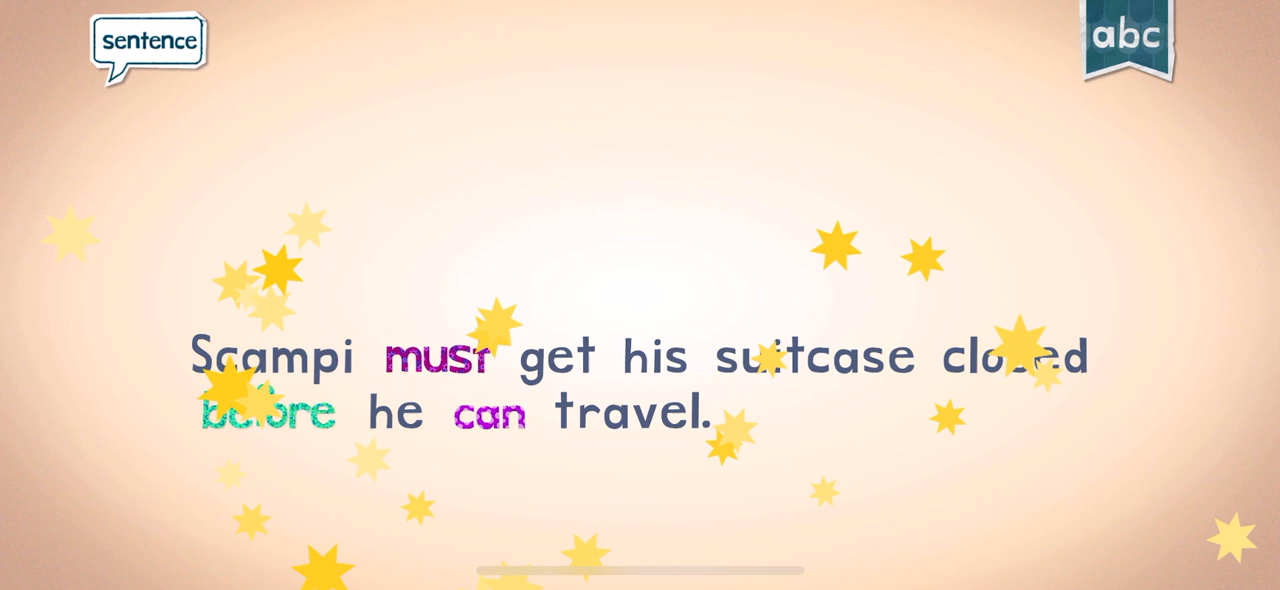 sentence
abc
Scampi must get his suitcase closed
before he can travel.